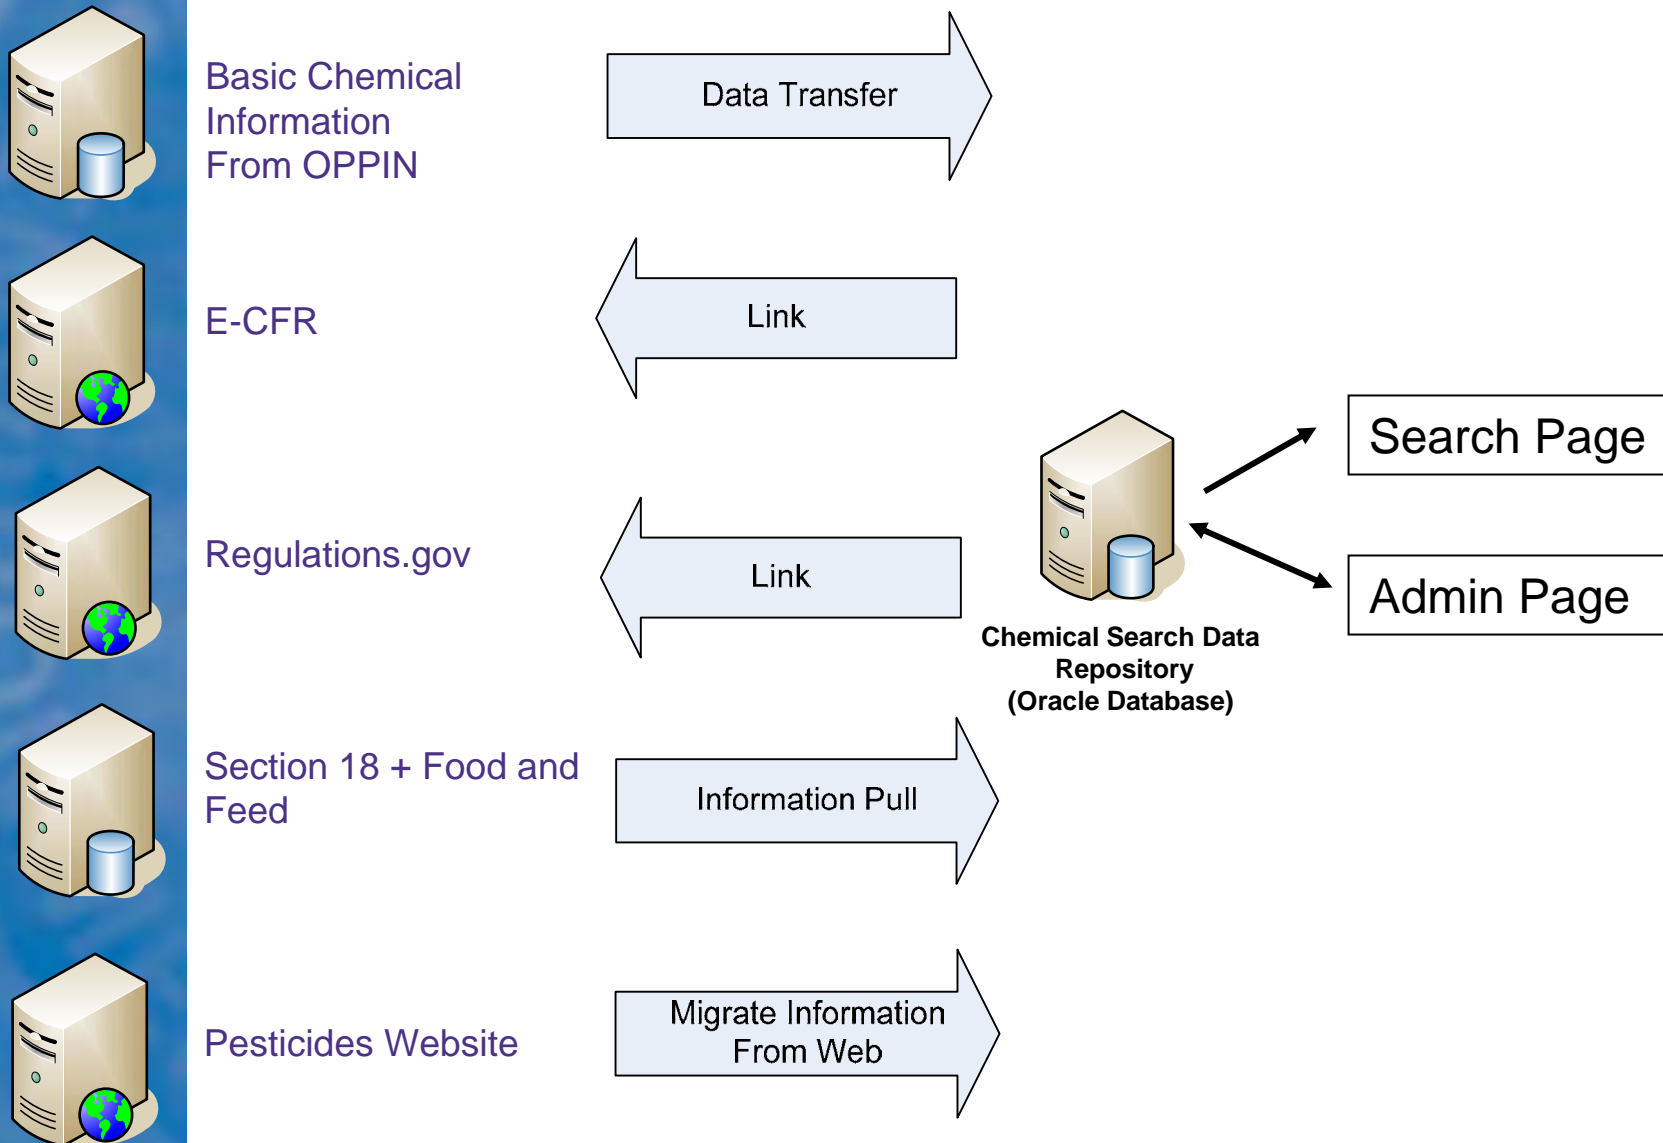 Basic Chemical
Information
From OPPIN
Data Transfer
E-CFR
Link
Regulations.gov
Link
Chemical Search Data
Repository
(Oracle Database)
Search Page
Admin Page
Section 18 + Food and
Feed
Information Pull
Pesticides Website
Migrate Information
From Web